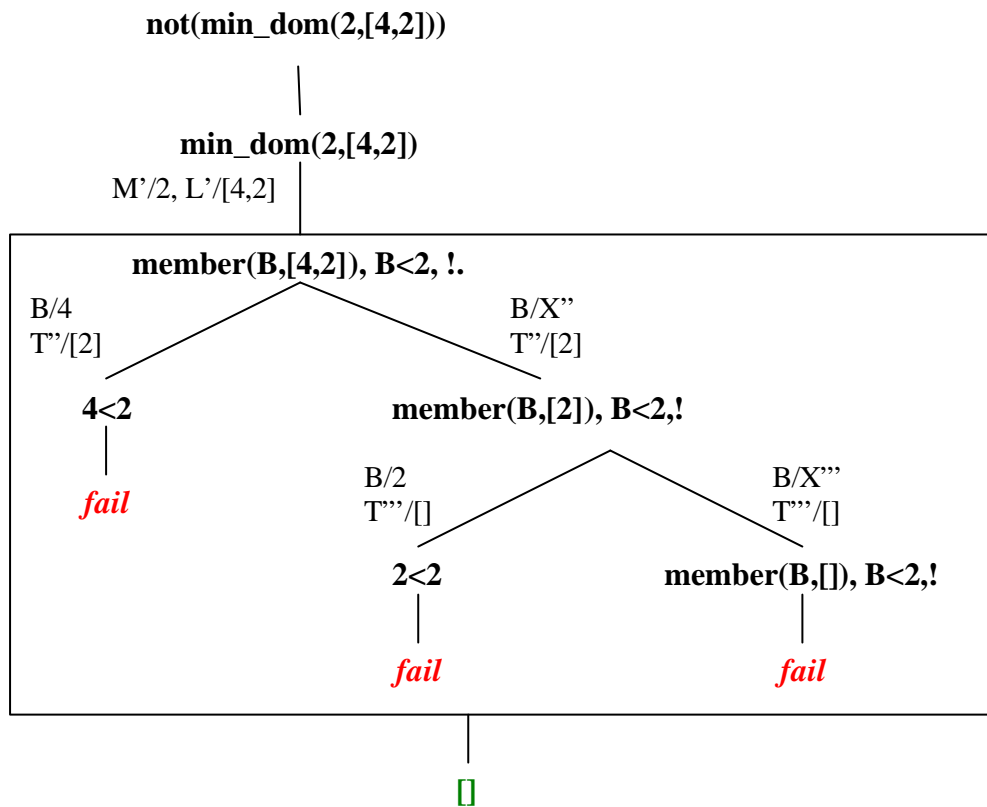 not(min_dom(2,[4,2]))
min_dom(2,[4,2])
M’/2, L’/[4,2]
member(B,[4,2]), B<2, !.
B/4
T”/[2]
B/X”
T”/[2]
4<2
member(B,[2]), B<2,!
fail
B/2
T”’/[]
B/X”’
T”’/[]
2<2
member(B,[]), B<2,!
fail
fail
[]